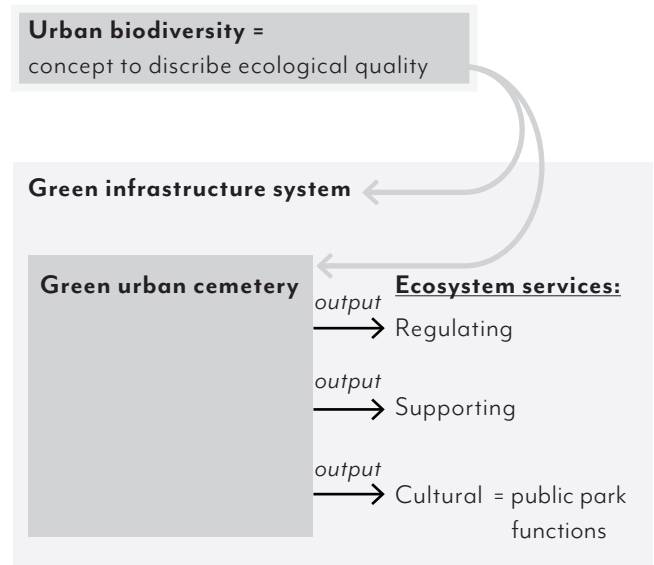 Urban biodiversity =
concept to discribe ecological quality
Green infrastructure system
Green urban cemetery
Ecosystem services:
output
Regulating
output
Supporting
output
Cultural = public park
functions